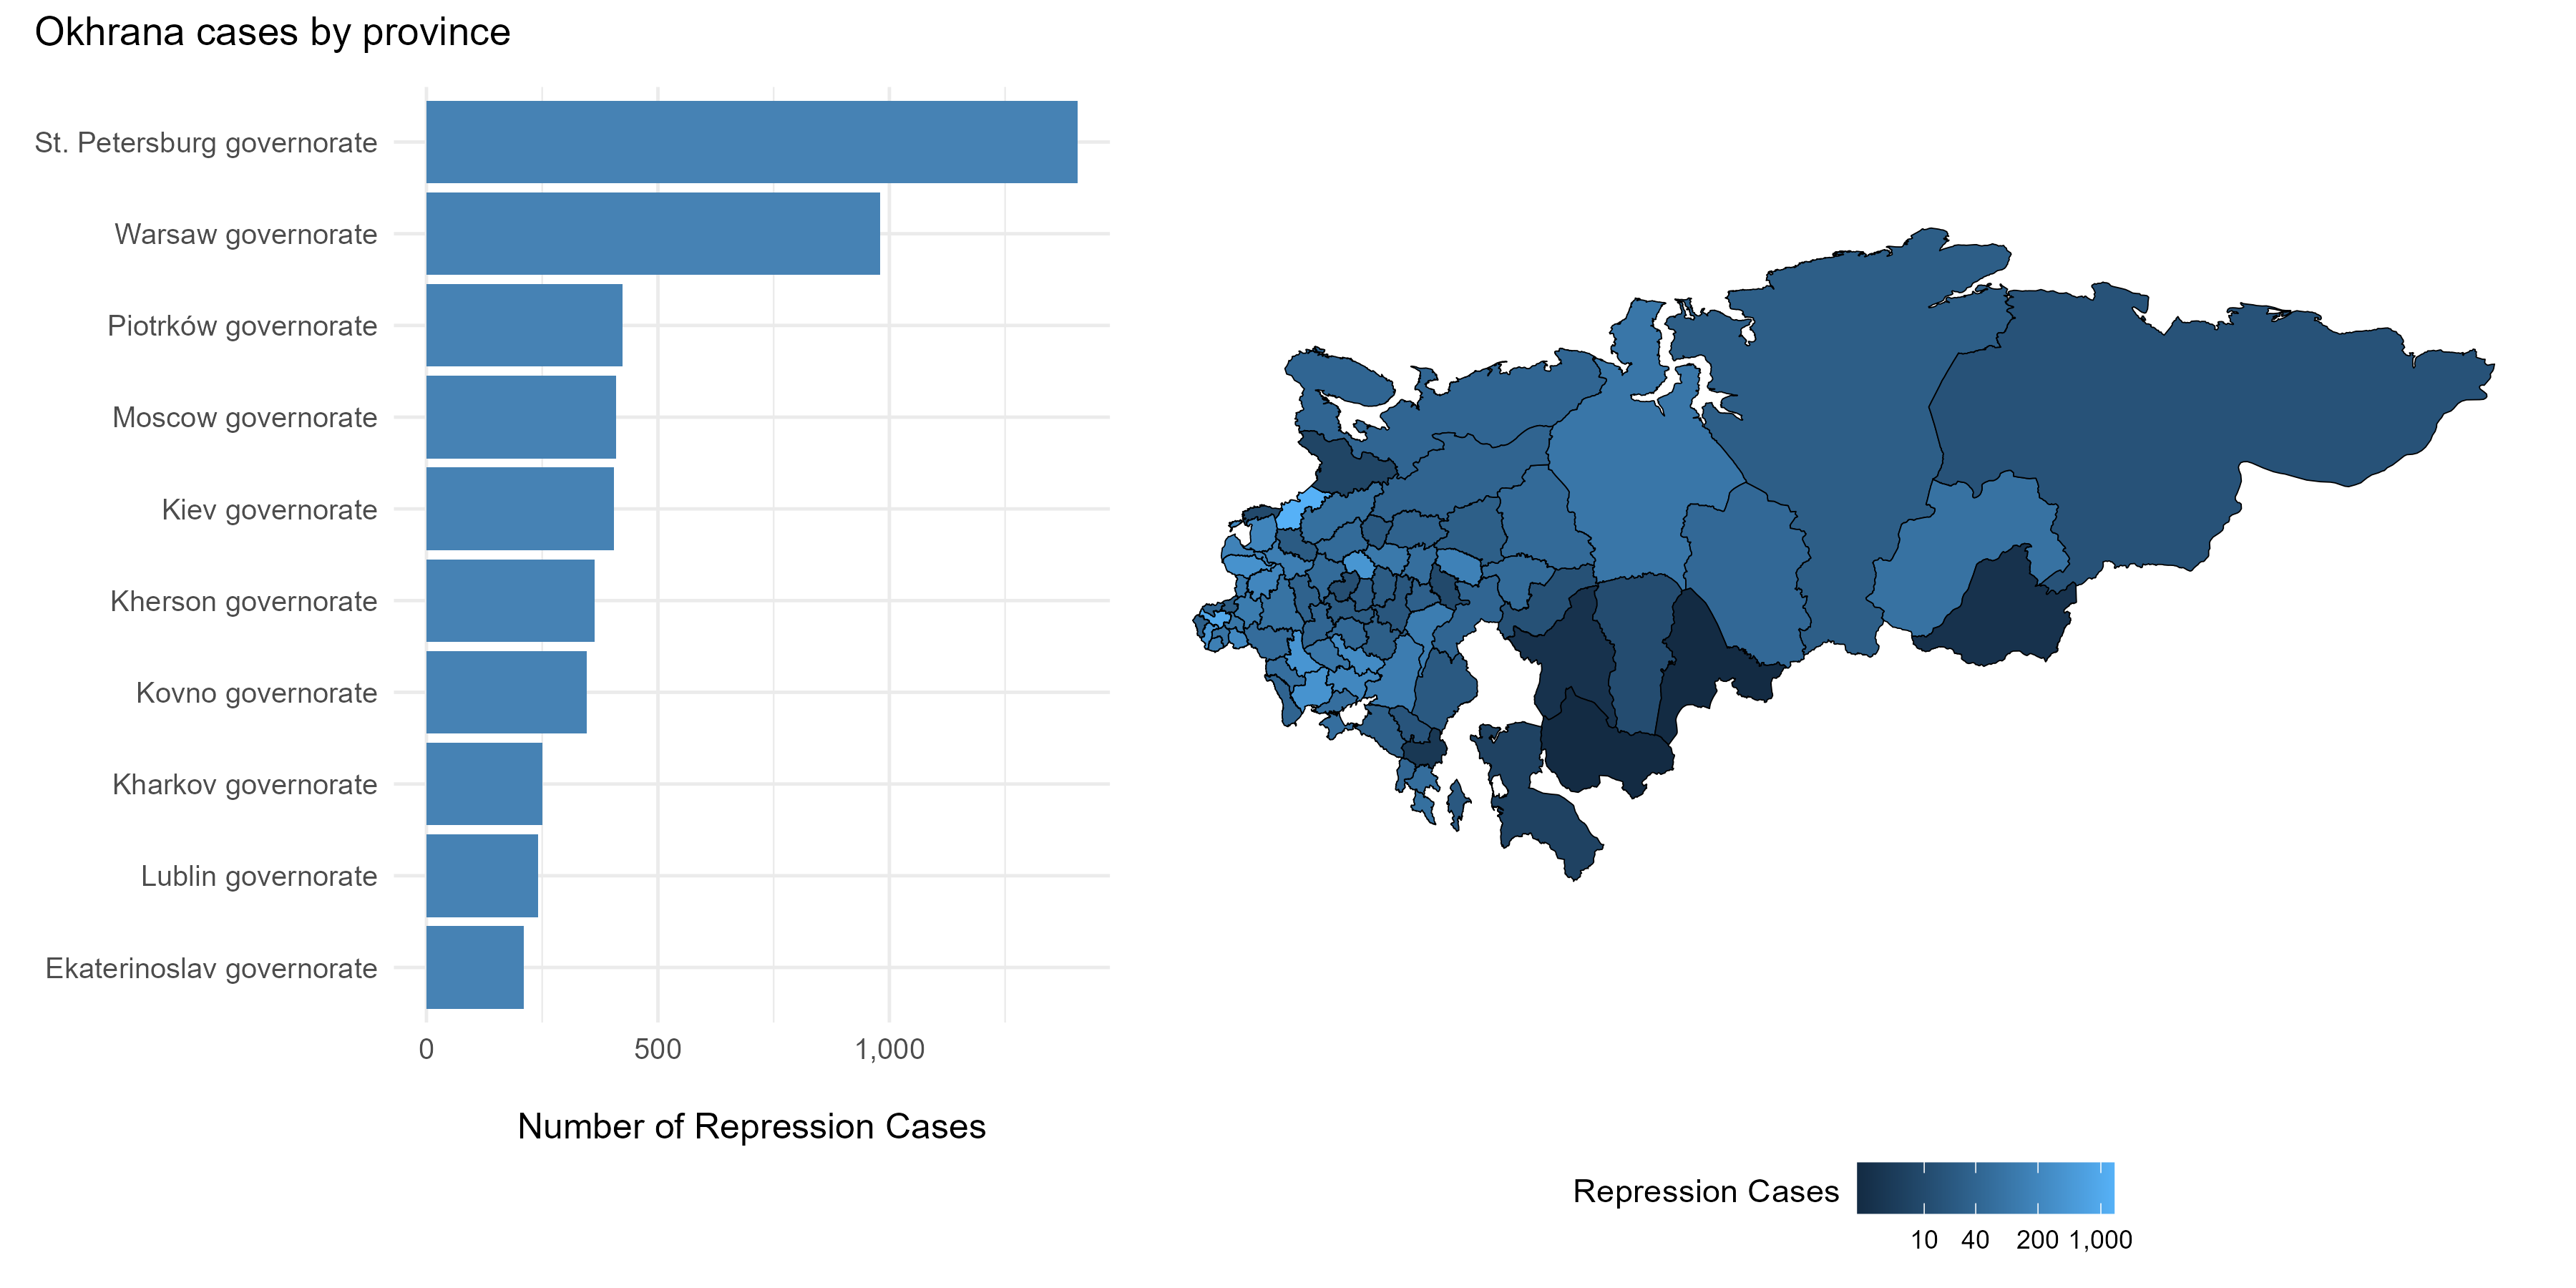 Okhrana cases by province
St. Petersburg governorate
Warsaw governorate
Piotrków governorate
Moscow governorate
Kiev governorate
Kherson governorate
Kovno governorate
Kharkov governorate
Lublin governorate
Ekaterinoslav governorate
0 500 1,000
Number of Repression Cases
Repression Cases
10 40 200 1,000